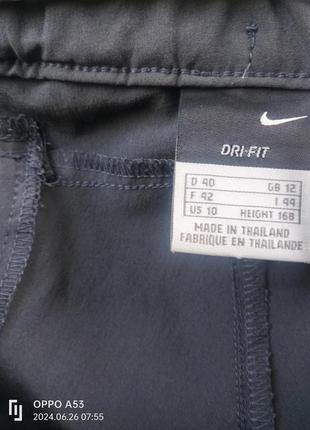 DRI-FIT
D 40 GB 12
F 42 I 44
US 10 HEIGHT 168
MADE IN THAILAND
FABRIQUE EN THAILANDE
OPPO A53
2024.06.26 07:55